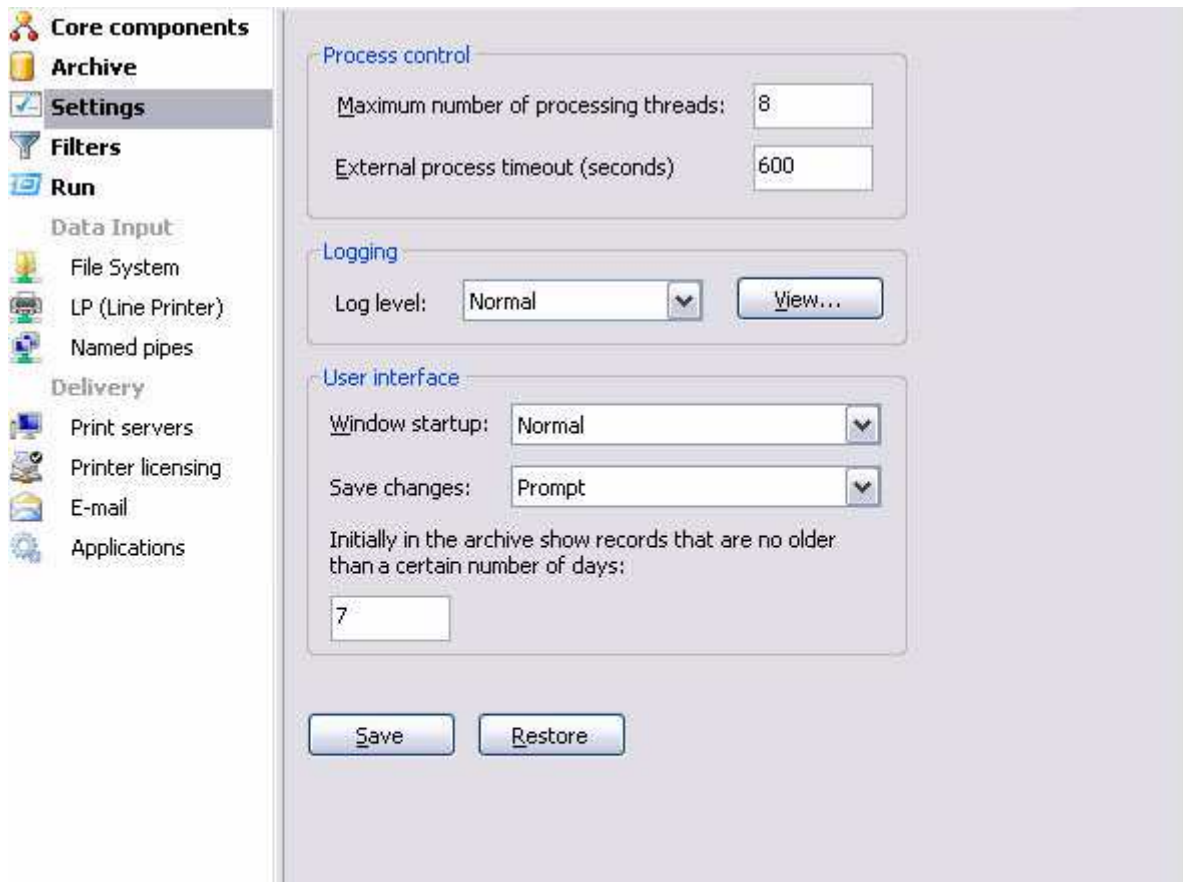 Core components
Archive
Settings
Filters
Run
Data Input
File System
LP (Line Printer)
Named pipes
Delivery
Print servers
Printer licensing
E-mail
Applications
Process control
Maximum number of processing threads: 8
External process timeout (seconds) 600
Logging
Log level: Normal View...
User interface
Window startup: Normal
Save changes: Prompt
Initially in the archive show records that are no older
than a certain number of days:
7
Save Restore